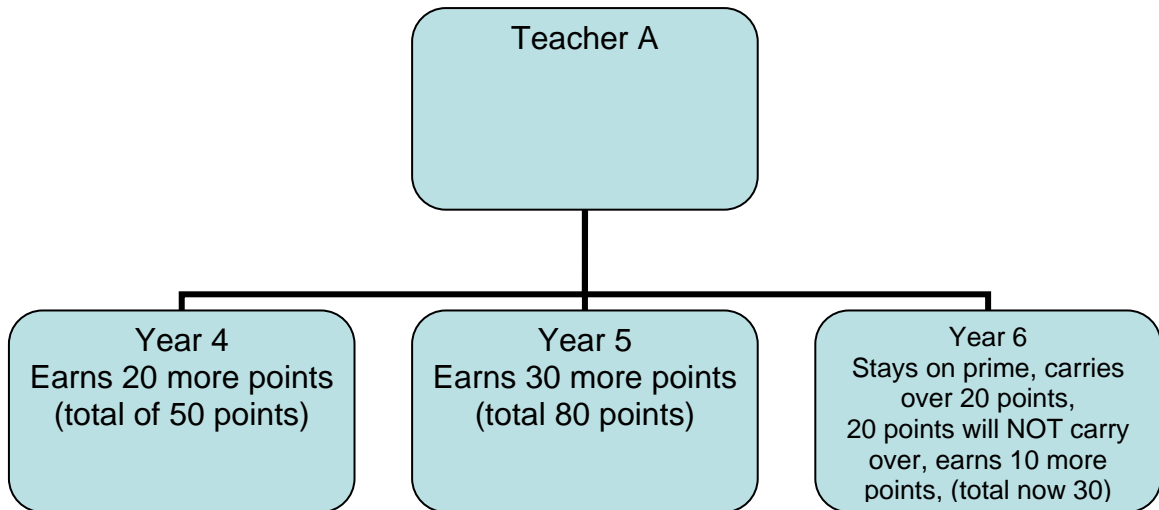 Teacher A
Year 4
Earns 20 more points
(total of 50 points)
Year 5
Earns 30 more points
(total 80 points)
Year 6
Stays on prime, carries
over 20 points,
20 points will NOT carry
over, earns 10 more
points, (total now 30)